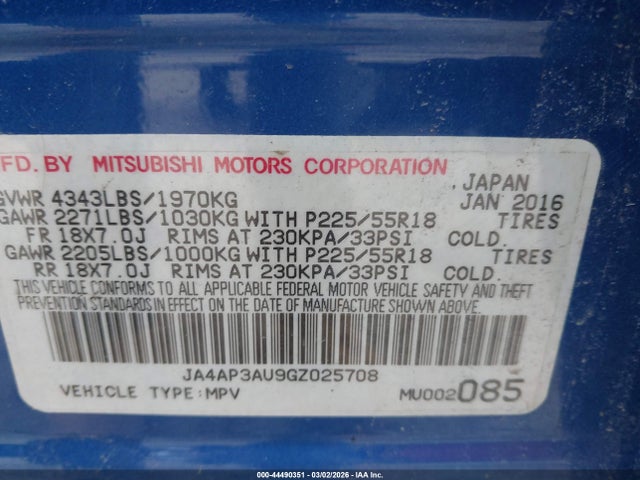 MFD. BY MITSUBISHI MOTORS CORPORATION
JAPAN
GVWR 4343LBS/1970KG JAN 2016
GAWR 2271LBS/1030KG WITH P225/55R18 TIRES
FR 18X7.0J RIMS AT 230KPA/33PSI COLD.
GAWR 2205LBS/1000KG WITH P225/55R18 TIRES
RR 18X7.0J RIMS AT 230KPA/33PSI COLD.
THIS VEHICLE CONFORMS TO ALL APPLICABLE FEDERAL MOTOR VEHICLE SAFETY AND THEFT
PREVENTION STANDARDS IN EFFECT ON THE DATE OF MANUFACTURE SHOWN ABOVE.
JA4AP3AU9GZ025708
VEHICLE TYPE:MPV MU002085
000-44490351 - 03/02/2026 - IAA Inc.